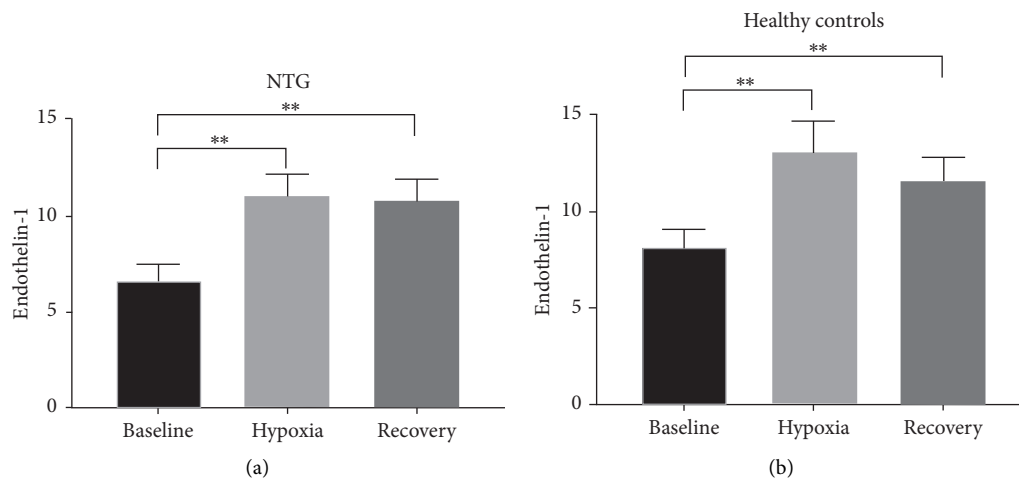 NTG
**
**
15
10
5
0
Endothelin-1
Baseline Hypoxia Recovery
(a)
Healthy controls
**
**
15
10
5
0
Endothelin-1
Baseline Hypoxia Recovery
(b)